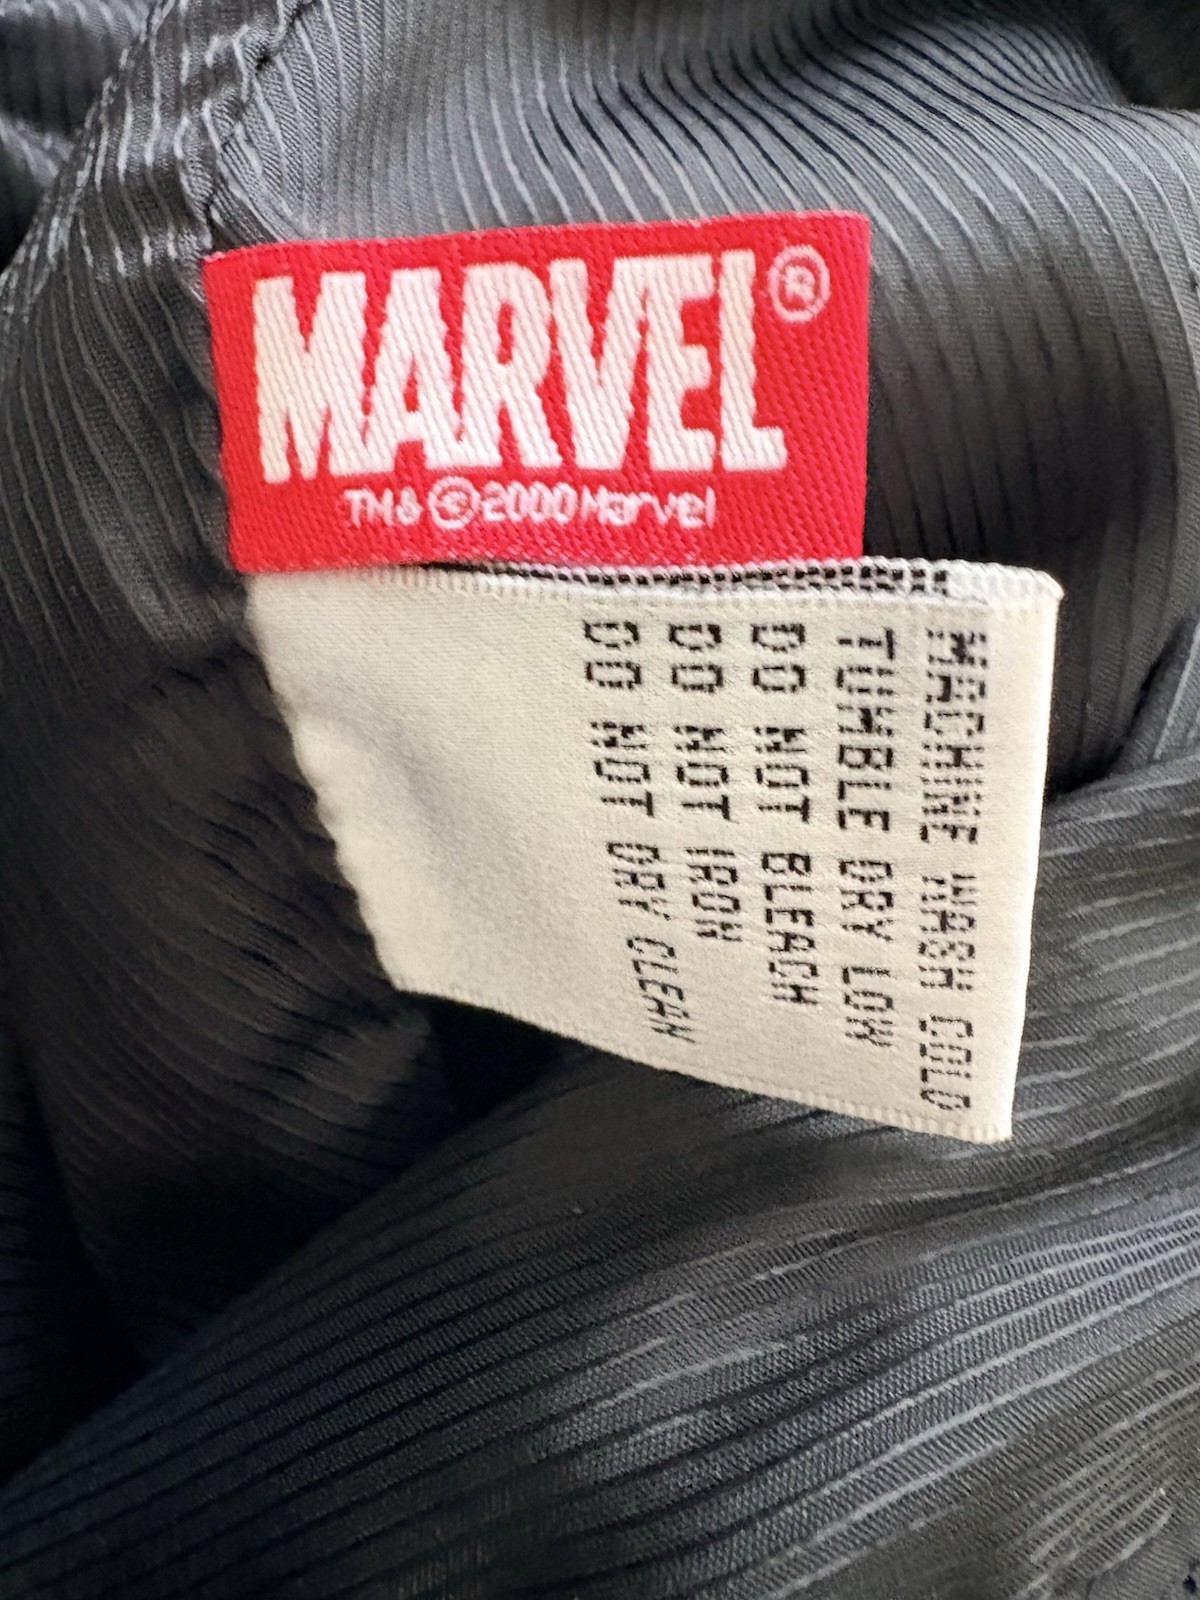 MARVEL®
TM& © 2000 Marvel
MACHINE WASH COLD
TUMBLE DRY LOW
DO NOT BLEACH
DO NOT IRON
DO NOT DRY CLEAN